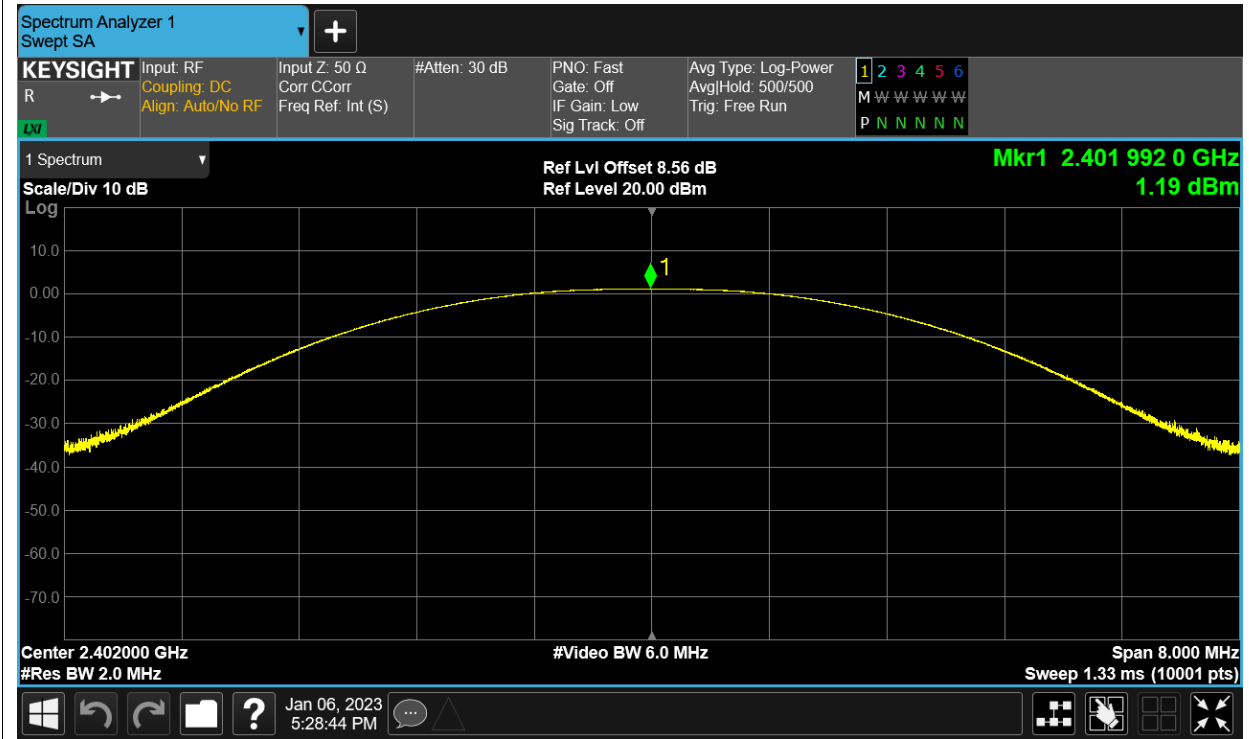 Spectrum Analyzer 1
Swept SA
KEYSIGHT
R
LXI
Input: RF
Coupling: DC
Align: Auto/No RF
Input Z: 50 Ω
Corr CCorr
Freq Ref: Int (S)
#Atten: 30 dB
PNO: Fast
Gate: Off
IF Gain: Low
Sig Track: Off
Avg Type: Log-Power
Avg|Hold: 500/500
Trig: Free Run
1 2 3 4 5 6
M W W W W W
P N N N N N
1 Spectrum
Scale/Div 10 dB
Ref Lvl Offset 8.56 dB
Ref Level 20.00 dBm
Mkr1 2.401 992 0 GHz
1.19 dBm
Log
10.0
0.00
-10.0
-20.0
-30.0
-40.0
-50.0
-60.0
-70.0
1
Center 2.402000 GHz
#Video BW 6.0 MHz
Span 8.000 MHz
#Res BW 2.0 MHz
Sweep 1.33 ms (10001 pts)
?
Jan 06, 2023
5:28:44 PM